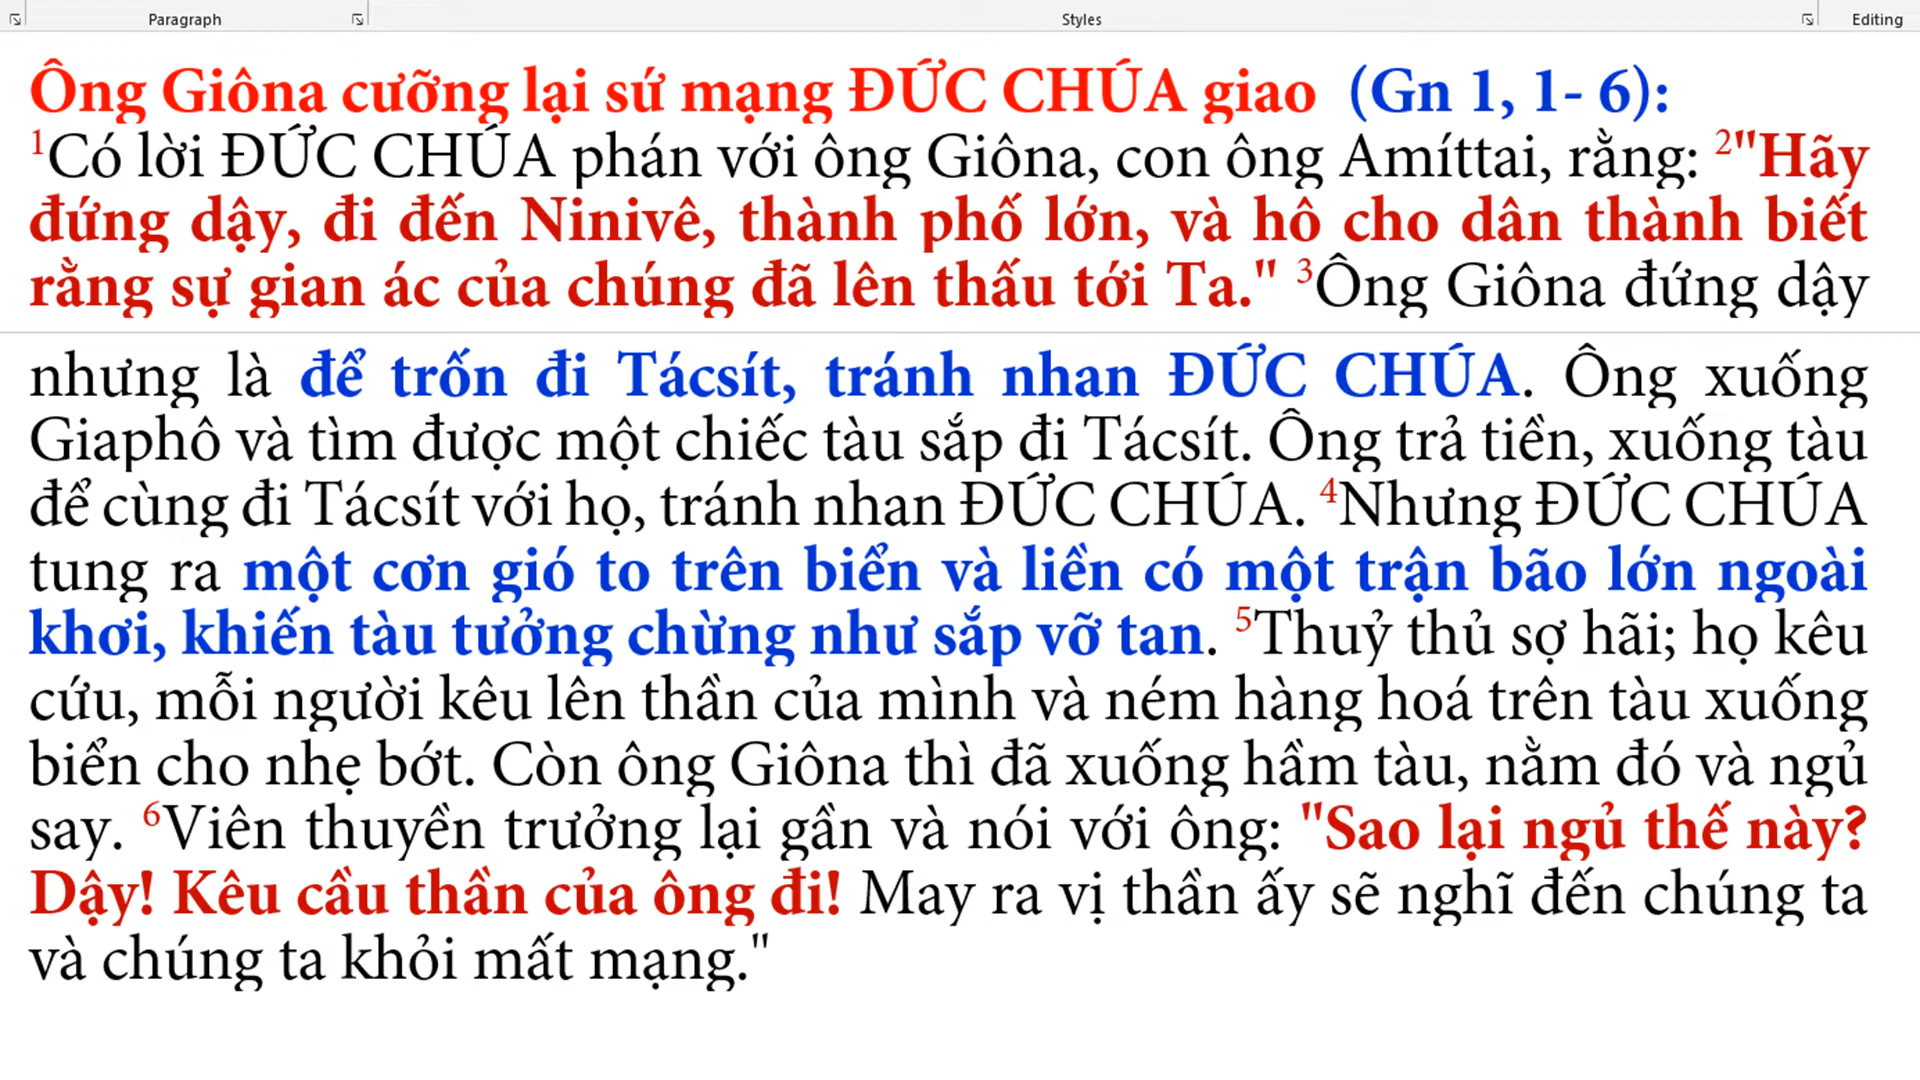 Paragraph Styles Editing
Ông Giôna cưỡng lại sứ mạng ĐỨC CHÚA giao (Gn 1, 1- 6):
1Có lời ĐỨC CHÚA phán với ông Giôna, con ông Amíttai, rằng: 2"Hãy
đứng dậy, đi đến Ninivê, thành phố lớn, và hô cho dân thành biết
rằng sự gian ác của chúng đã lên thấu tới Ta." 3Ông Giôna đứng dậy
nhưng là để trốn đi Tácsít, tránh nhan ĐỨC CHÚA. Ông xuống
Giaphô và tìm được một chiếc tàu sắp đi Tácsít. Ông trả tiền, xuống tàu
để cùng đi Tácsít với họ, tránh nhan ĐỨC CHÚA. 4Nhưng ĐỨC CHÚA
tung ra một cơn gió to trên biển và liền có một trận bão lớn ngoài
khơi, khiến tàu tưởng chừng như sắp vỡ tan. 5Thuỷ thủ sợ hãi; họ kêu
cứu, mỗi người kêu lên thần của mình và ném hàng hoá trên tàu xuống
biển cho nhẹ bớt. Còn ông Giôna thì đã xuống hầm tàu, nằm đó và ngủ
say. 6Viên thuyền trưởng lại gần và nói với ông: "Sao lại ngủ thế này?
Dậy! Kêu cầu thần của ông đi! May ra vị thần ấy sẽ nghĩ đến chúng ta
và chúng ta khỏi mất mạng."